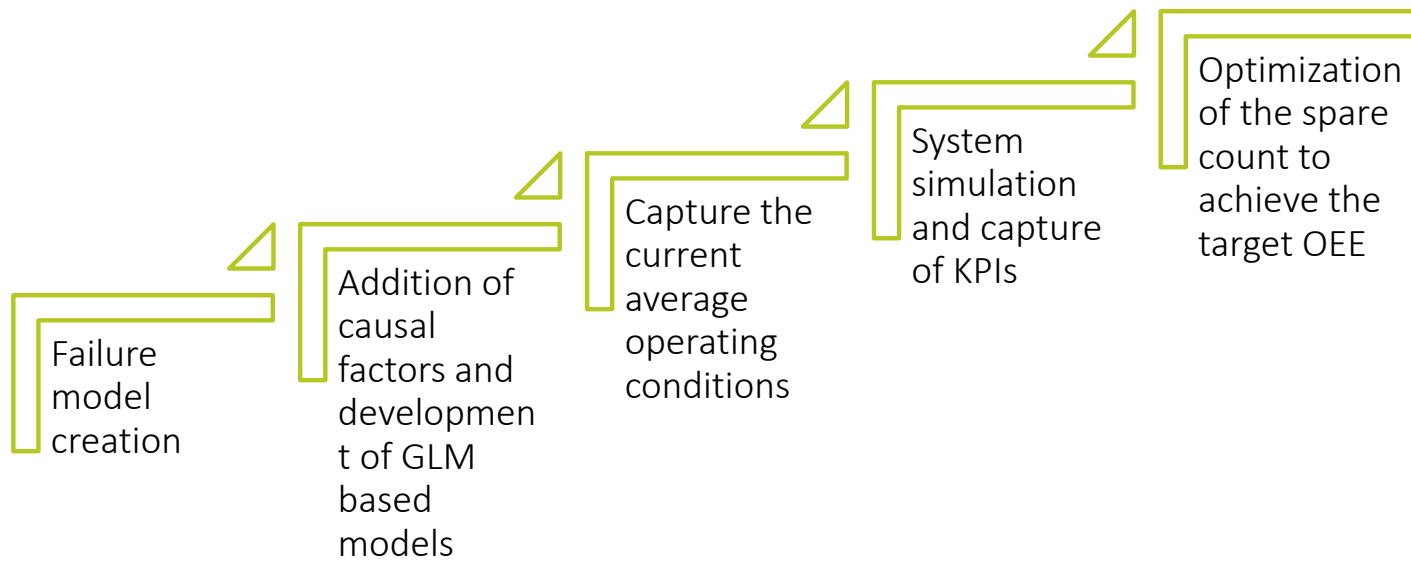 Failure
model
creation
Addition of
causal
factors and
developmen
t of GLM
based
models
Capture the
current
average
operating
conditions
System
simulation
and capture
of KPIs
Optimization
of the spare
count to
achieve the
target OEE